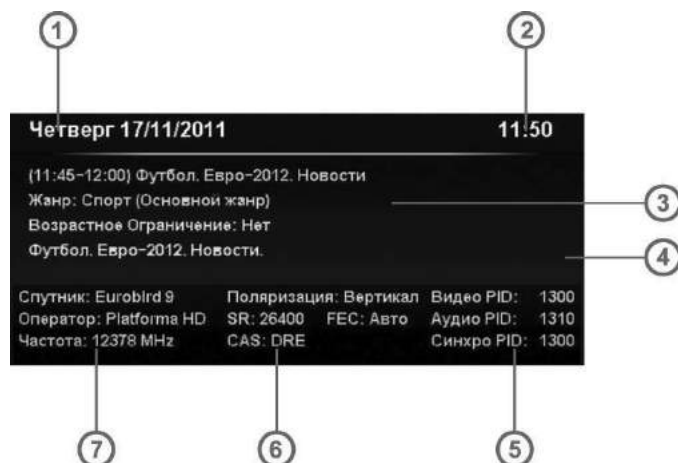 1 2
Четверг 17/11/2011 11:50
(11:45-12:00) Футбол. Евро-2012. Новости
Жанр: Спорт (Основной жанр)
3
Возрастное Ограничение: Нет
Футбол. Евро-2012. Новости.
4
Спутник: Eurobird 9 Поляризация: Вертикал Видео PID: 1300
Оператор: Platforma HD SR: 26400 FEC: Авто Аудио PID: 1310
Частота: 12378 MHz CAS: DRE Синхро PID: 1300
7 6 5